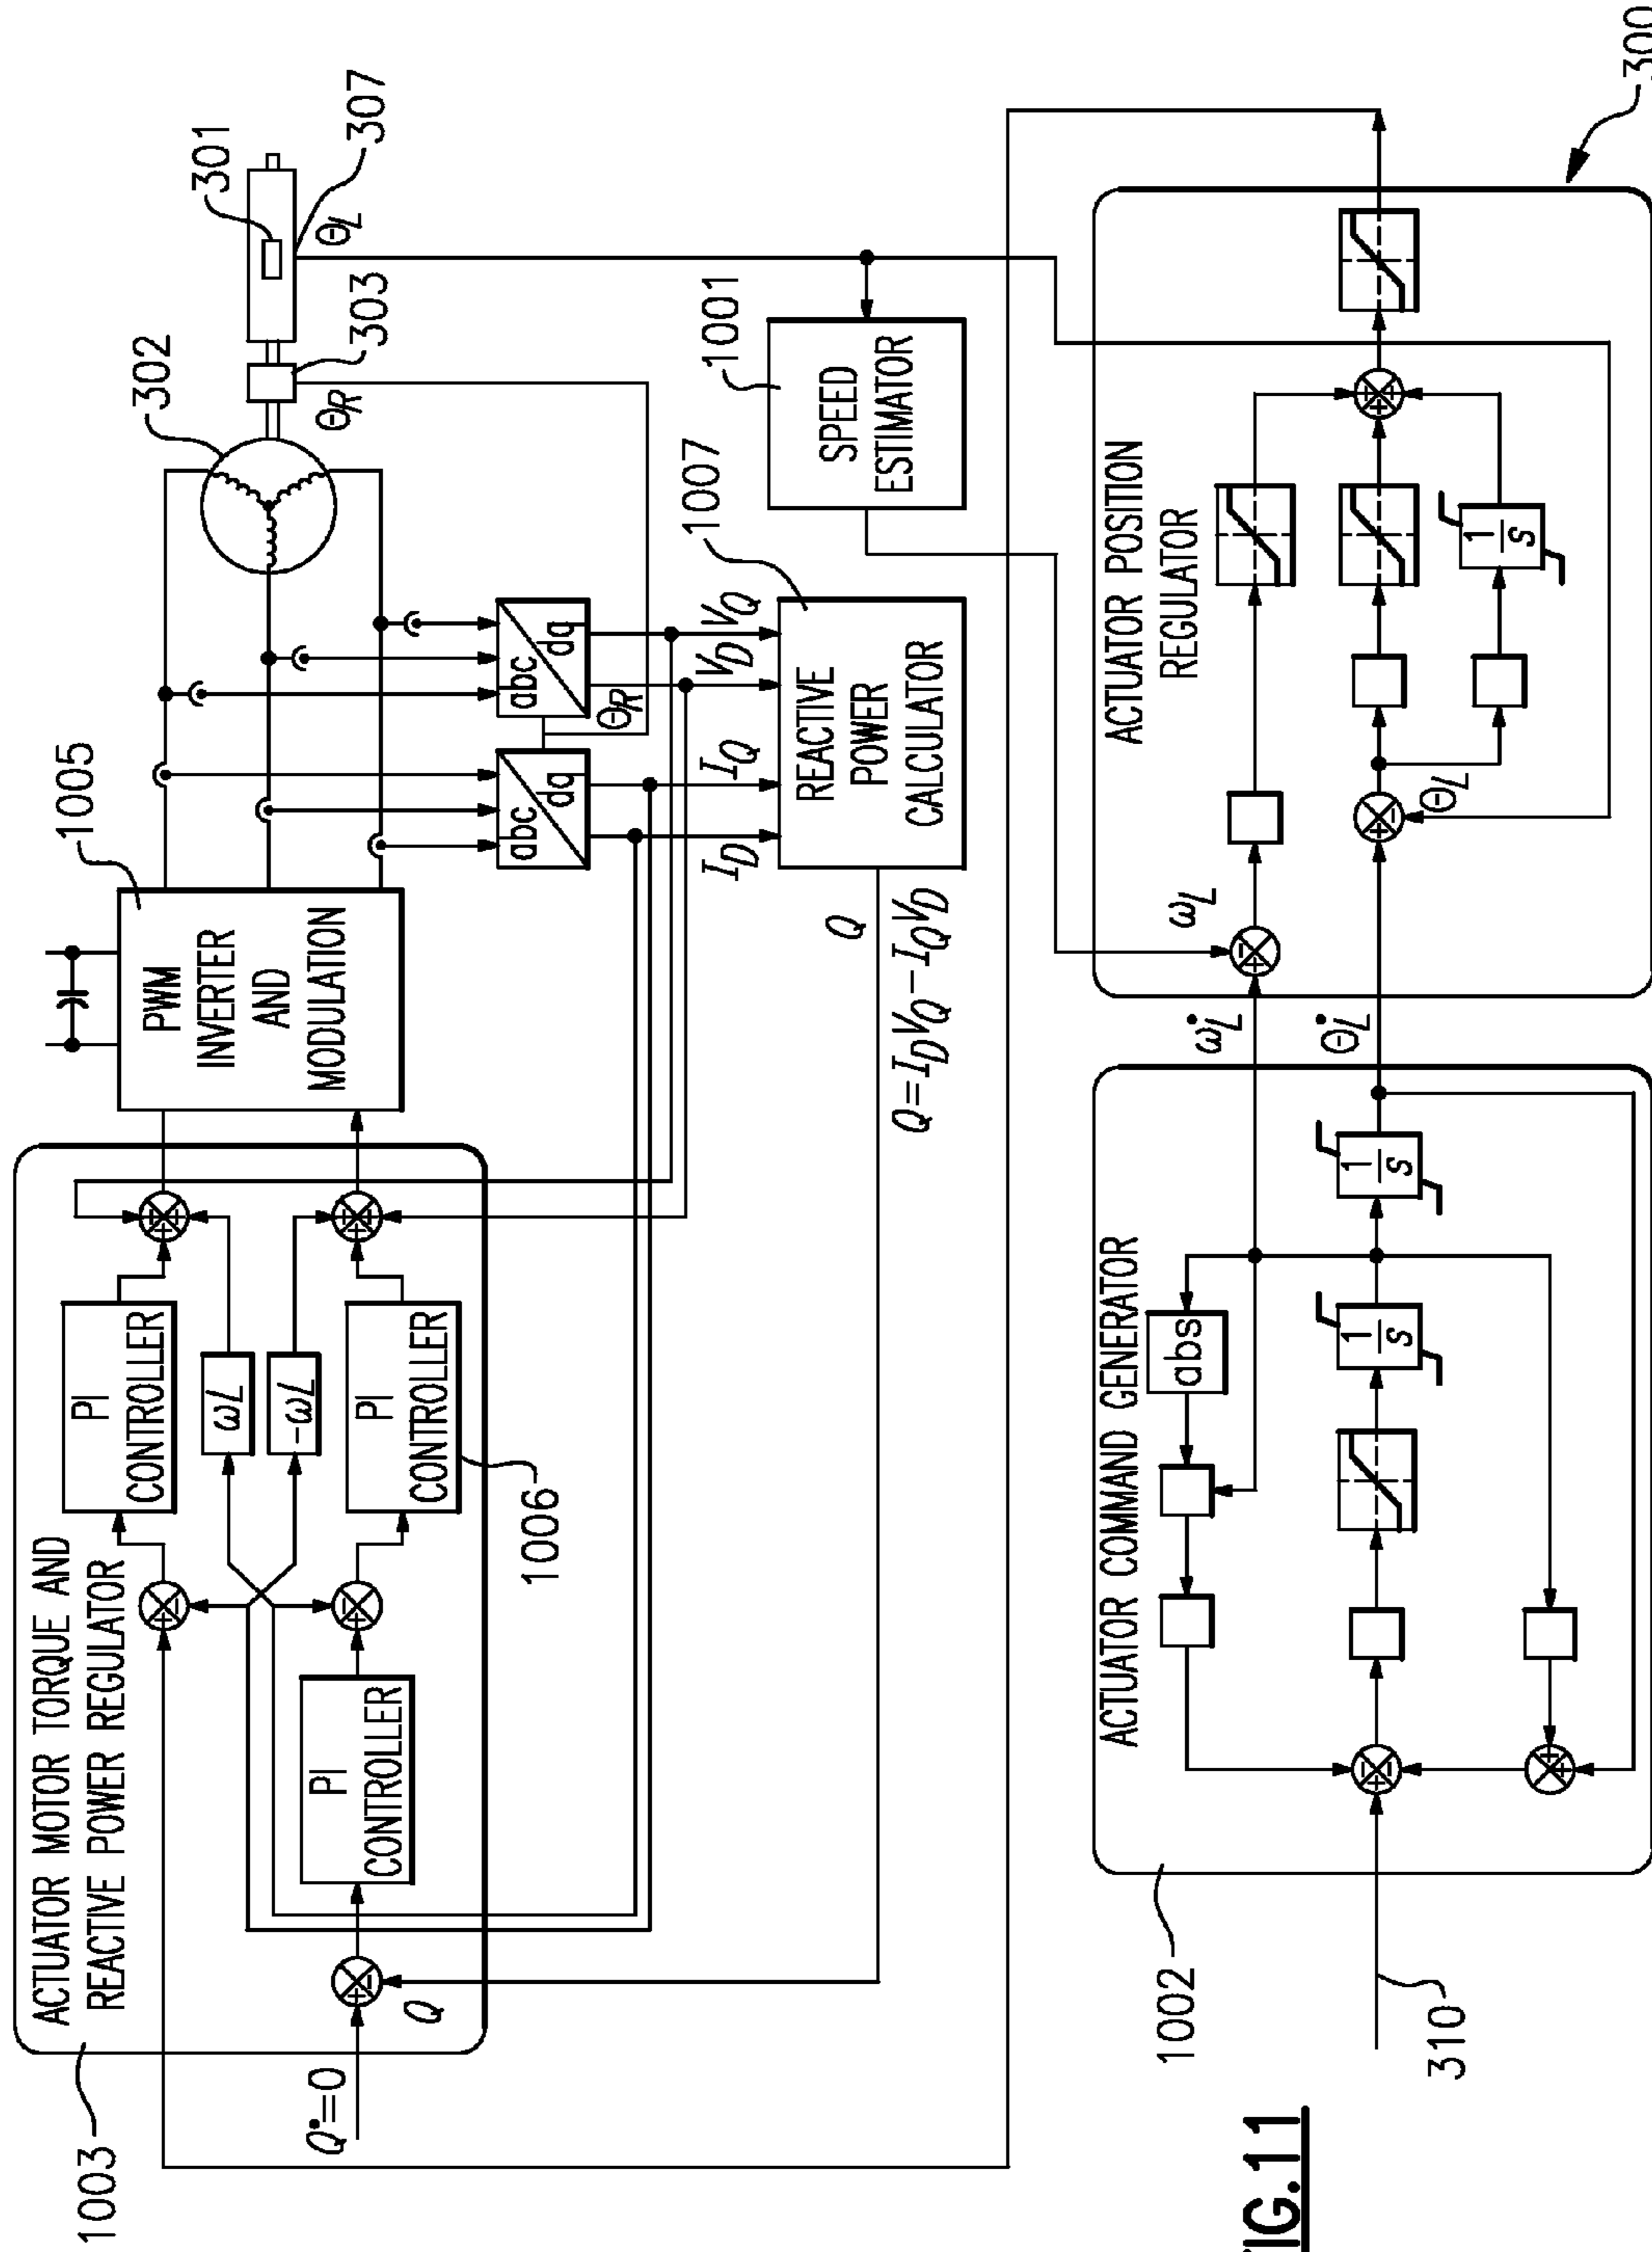 1003
ACTUATOR MOTOR TORQUE AND
REACTIVE POWER REGULATOR
Q•=0
Q
PI
CONTROLLER
PI
CONTROLLER
ωL
-ωL
PI
CONTROLLER
1006
1005
PWM
INVERTER
AND
MODULATION
302
ΘR
303
301
ΘL
307
abc
dq
abc
dq
ΘR
ID
IQ
VD
VQ
REACTIVE
POWER
CALCULATOR
1007
Q
Q=IDVQ-IQVD
SPEED
ESTIMATOR
1001
1002
310
ACTUATOR COMMAND GENERATOR
abs
1
s
1
s
ωL•
ΘL•
ACTUATOR POSITION
REGULATOR
ωL
ΘL
1
s
300
FIG.11